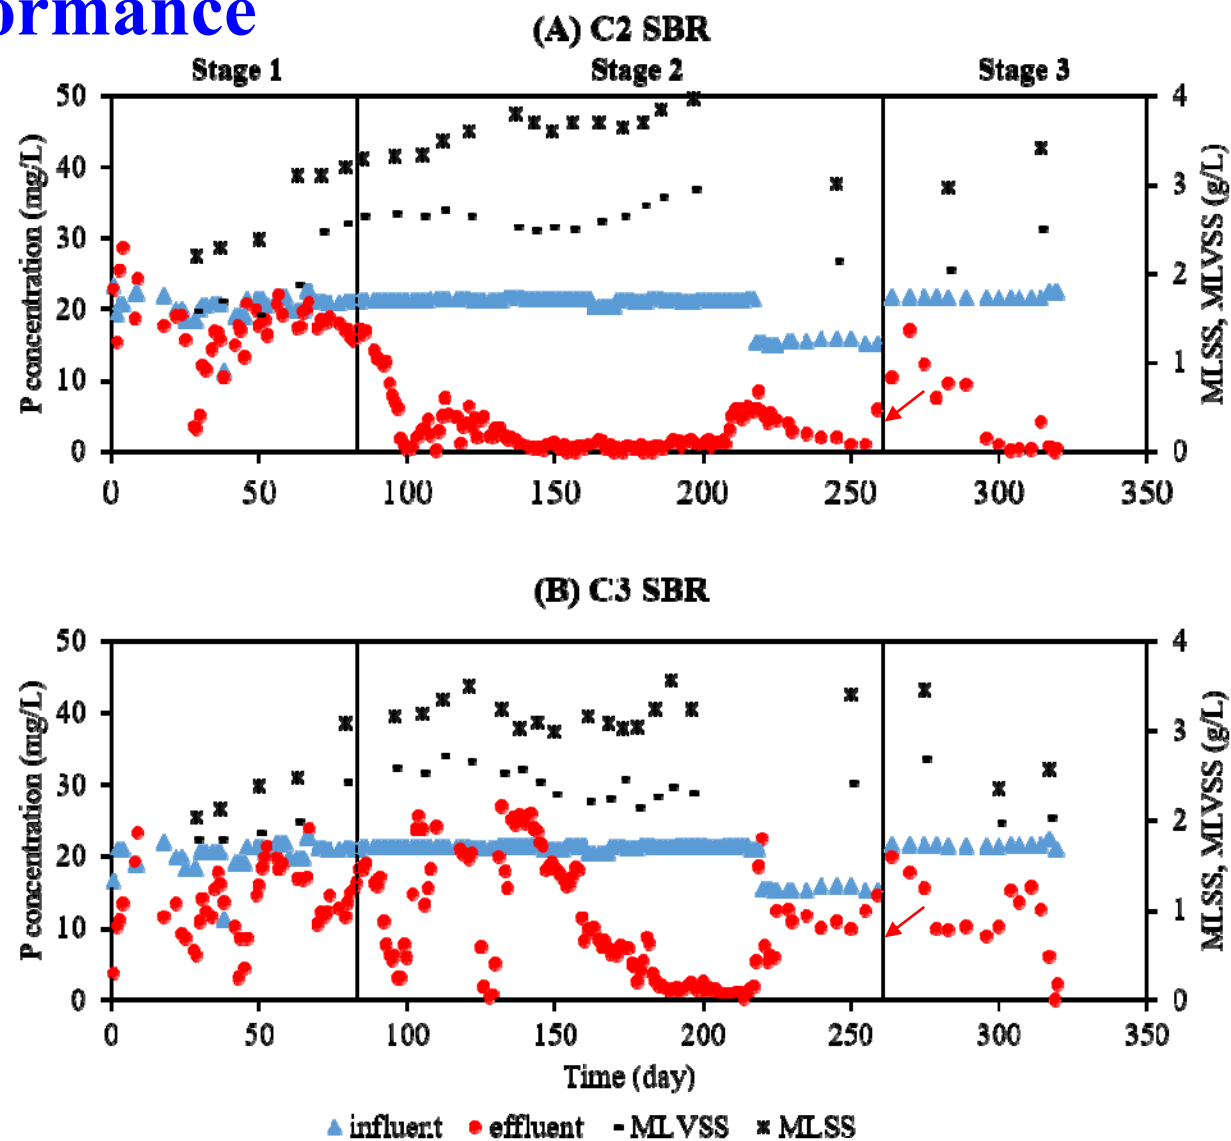 ormance
(A) C2 SBR
Stage 1 Stage 2 Stage 3
50 4
40 3
30
20 2
10 1
0 0
P concentration (mg/L)
MLSS, MLVSS (g/L)
0 50 100 150 200 250 300 350
(B) C3 SBR
50 4
40 3
30
20 2
10 1
0 0
P concentration (mg/L)
MLSS, MLVSS (g/L)
0 50 100 150 200 250 300 350
Time (day)
influent effluent MLVSS MLSS